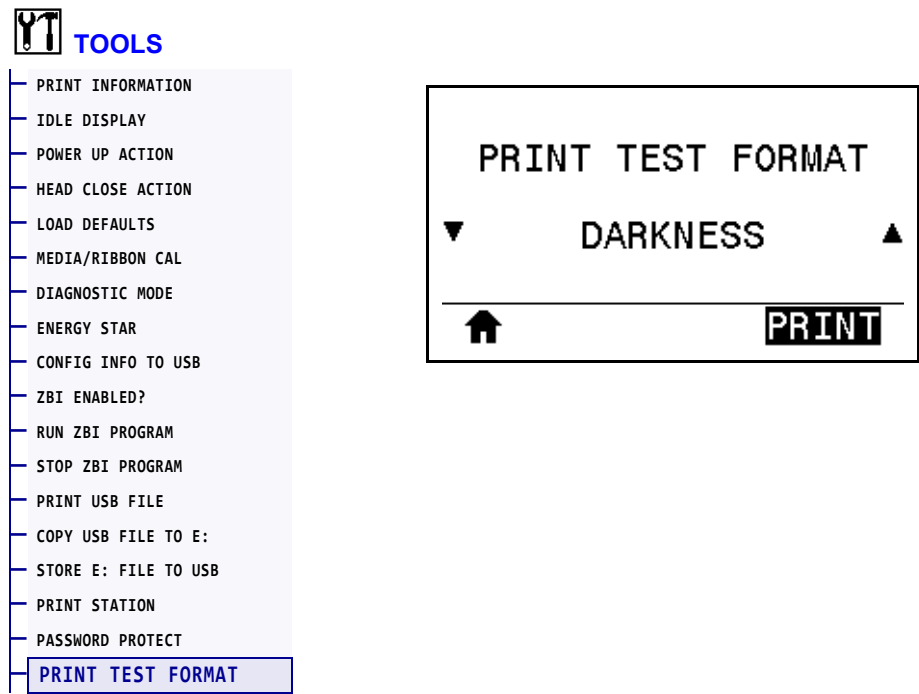 TOOLS
PRINT INFORMATION
IDLE DISPLAY
POWER UP ACTION
HEAD CLOSE ACTION
LOAD DEFAULTS
MEDIA/RIBBON CAL
DIAGNOSTIC MODE
ENERGY STAR
CONFIG INFO TO USB
ZBI ENABLED?
RUN ZBI PROGRAM
STOP ZBI PROGRAM
PRINT USB FILE
COPY USB FILE TO E:
STORE E: FILE TO USB
PRINT STATION
PASSWORD PROTECT
PRINT TEST FORMAT
PRINT TEST FORMAT
DARKNESS
PRINT